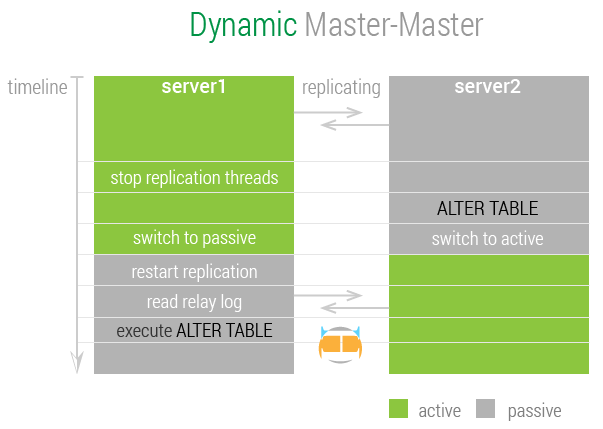 Dynamic Master-Master
timeline
server1
replicating
server2
stop replication threads
ALTER TABLE
switch to passive
switch to active
restart replication
read relay log
execute ALTER TABLE
active
passive